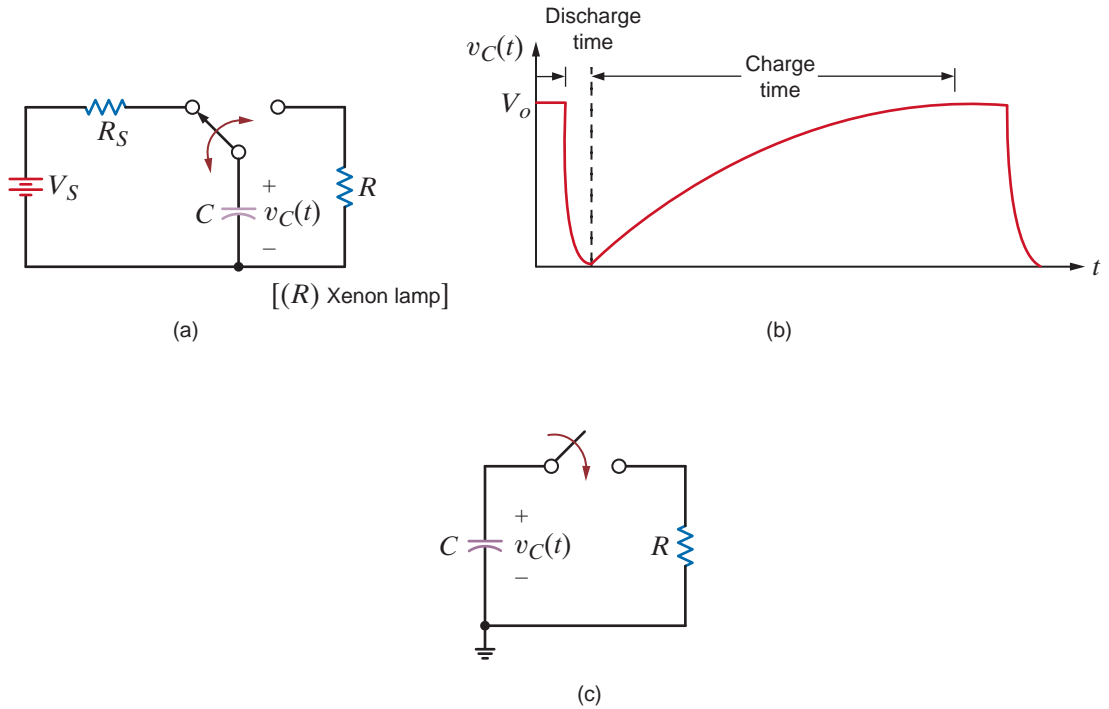 R_S
V_S
C
+
v_C(t)
–
R
[(R) Xenon lamp]
(a)
Discharge
time
v_C(t)
Charge
time
V_o
t
(b)
C
+
v_C(t)
–
R
(c)